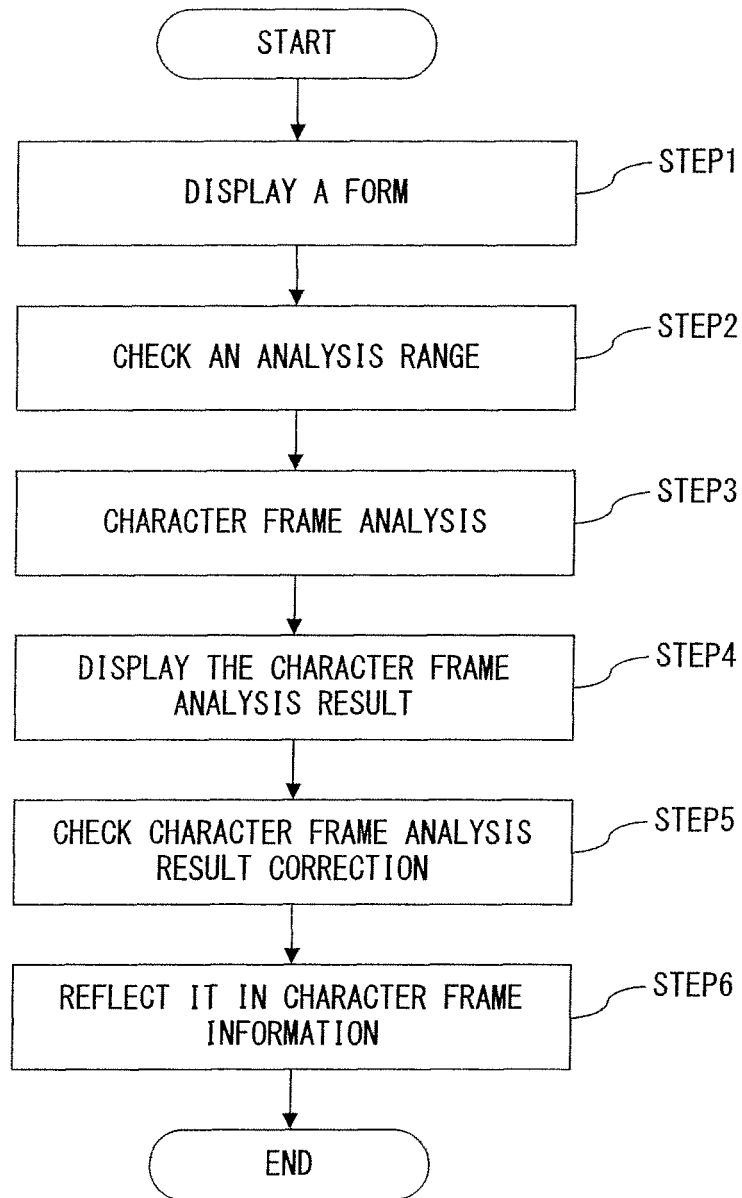 START
DISPLAY A FORM
STEP1
CHECK AN ANALYSIS RANGE
STEP2
CHARACTER FRAME ANALYSIS
STEP3
DISPLAY THE CHARACTER FRAME
ANALYSIS RESULT
STEP4
CHECK CHARACTER FRAME ANALYSIS
RESULT CORRECTION
STEP5
REFLECT IT IN CHARACTER FRAME
INFORMATION
STEP6
END